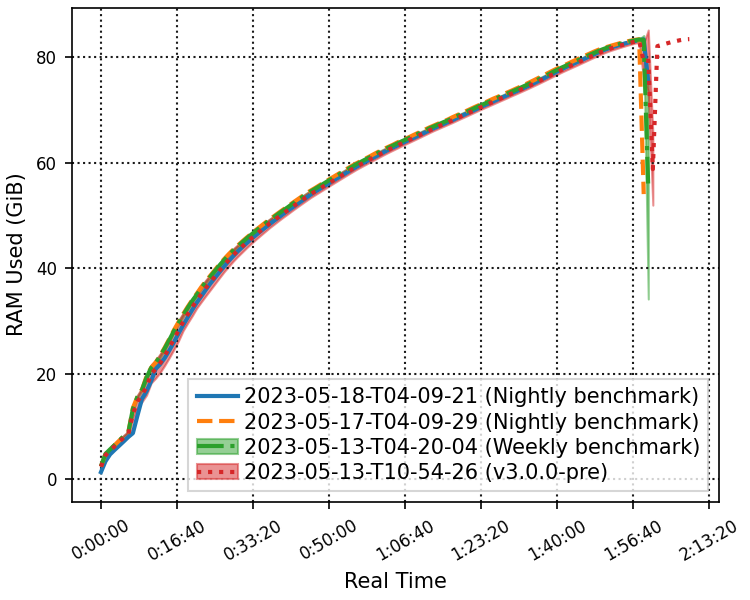 80
60
40
20
0
RAM Used (GiB)
2023-05-18-T04-09-21 (Nightly benchmark)
2023-05-17-T04-09-29 (Nightly benchmark)
2023-05-13-T04-20-04 (Weekly benchmark)
2023-05-13-T10-54-26 (v3.0.0-pre)
0:00:00 0:16:40 0:33:20 0:50:00 1:06:40 1:23:20 1:40:00 1:56:40 2:13:20
Real Time